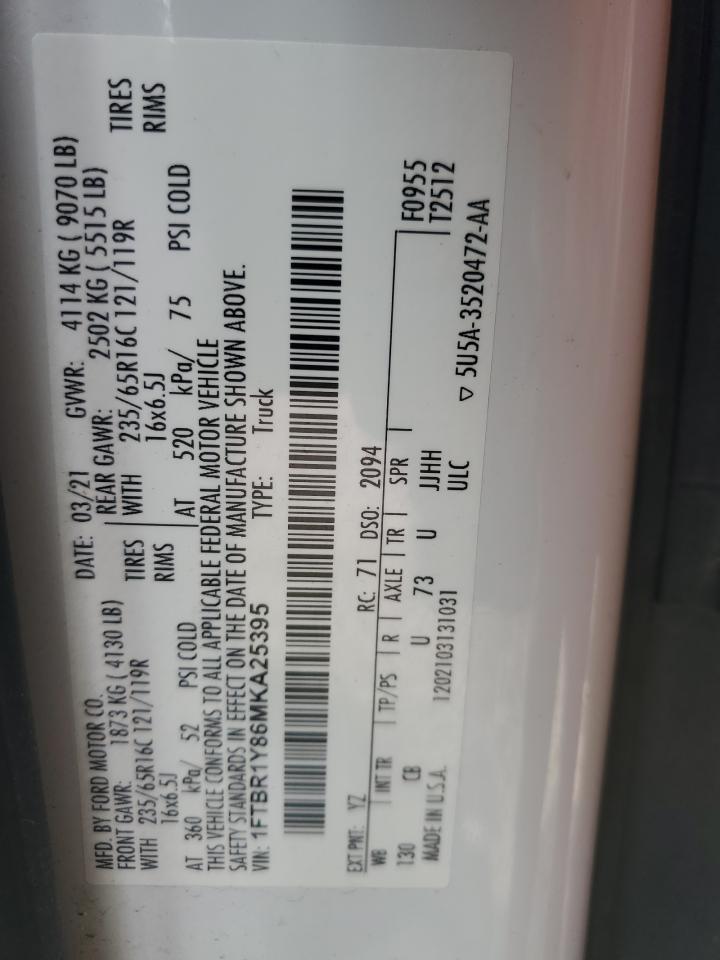 MFD. BY FORD MOTOR CO.
DATE: 03/21 GVWR: 4114 KG ( 9070 LB)
FRONT GAWR: 1873 KG ( 4130 LB) REAR GAWR: 2502 KG ( 5515 LB)
WITH 235/65R16C 121/119R TIRES WITH 235/65R16C 121/119R TIRES
16x6.5J RIMS 16x6.5J RIMS
AT 360 kPa/ 52 PSI COLD AT 520 kPa/ 75 PSI COLD
THIS VEHICLE CONFORMS TO ALL APPLICABLE FEDERAL MOTOR VEHICLE
SAFETY STANDARDS IN EFFECT ON THE DATE OF MANUFACTURE SHOWN ABOVE.
VIN: 1FTBR1Y86MKA25395 TYPE: Truck
EXT PNT: YZ RC: 71 DSO: 2094 F0955
WB INT TR TP/PS R AXLE TR SPR T2512
130 CB U 73 U JJHH
MADE IN U.S.A. 1202103131031 ULC ▽ 5U5A-3520472-AA